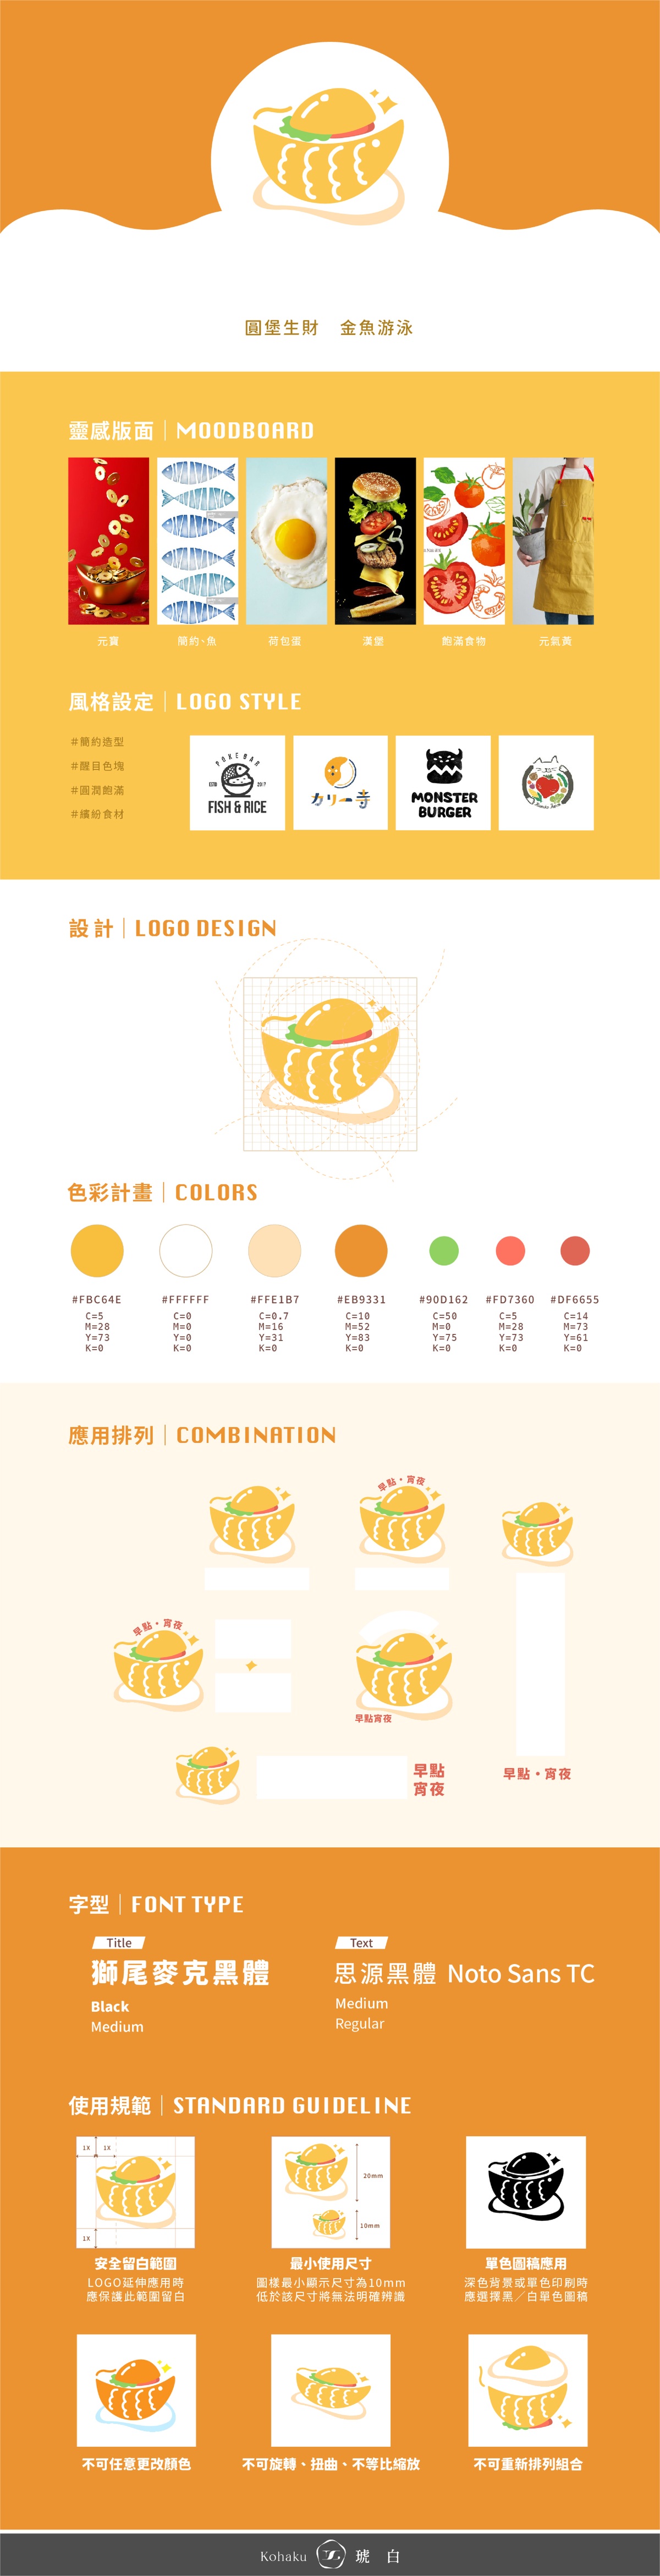 圓堡生財 金魚游泳
靈感版面 MOODBOARD
元寶
簡約、魚
荷包蛋
漢堡
飽滿食物
元氣黃
風格設定 LOGO STYLE
#簡約造型
#醒目色塊
#圓潤飽滿
#繽紛食材
POKE BAR
ESTD 2017
FISH & RICE
カリー寺
MONSTER
BURGER
設計 LOGO DESIGN
色彩計畫 COLORS
#FBC64E
C=5
M=28
Y=73
K=0
#FFFFFF
C=0
M=0
Y=0
K=0
#FFE1B7
C=0.7
M=16
Y=31
K=0
#EB9331
C=10
M=52
Y=83
K=0
#90D162
C=50
M=0
Y=75
K=0
#FD7360
C=5
M=28
Y=73
K=0
#DF6655
C=14
M=73
Y=61
K=0
應用排列 COMBINATION
早點・宵夜
早點・宵夜
早點宵夜
早點
宵夜
早點・宵夜
字型 FONT TYPE
Title
獅尾麥克黑體
Black
Medium
Text
思源黑體 Noto Sans TC
Medium
Regular
使用規範 STANDARD GUIDELINE
1X 1X
1X
安全留白範圍
LOGO延伸應用時
應保護此範圍留白
20mm
10mm
最小使用尺寸
圖樣最小顯示尺寸為10mm
低於該尺寸將無法明確辨識
單色圖稿應用
深色背景或單色印刷時
應選擇黑／白單色圖稿
不可任意更改顏色
不可旋轉、扭曲、不等比縮放
不可重新排列組合
Kohaku 琥白